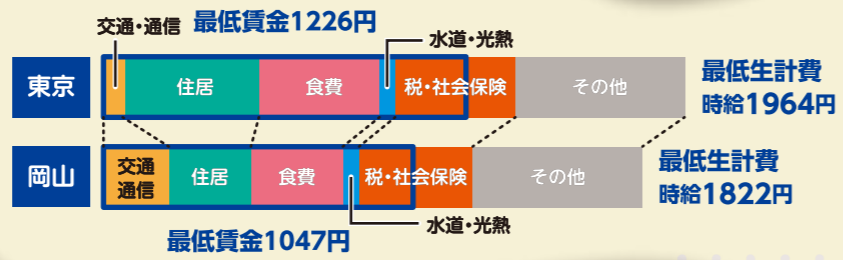 交通・通信
最低賃金1226円
水道・光熱
東京
住居
食費
税・社会保険
その他
最低生計費
時給1964円
岡山
交通
通信
住居
食費
税・社会保険
その他
最低生計費
時給1822円
水道・光熱
最低賃金1047円